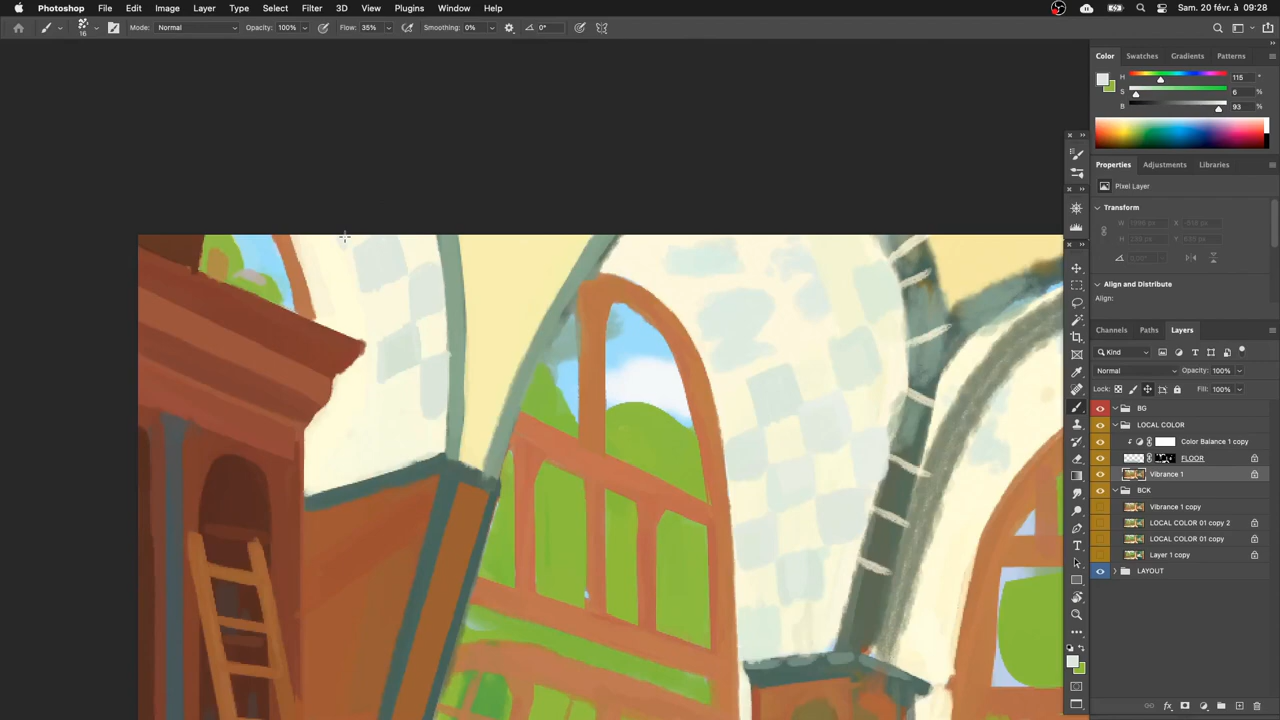 Photoshop File Edit Image Layer Type Select Filter 3D View Plugins Window Help Sam. 20 févr. à 09:28
16 Mode: Normal Opacity: 100% Flow: 35% Smoothing: 0% 0°
Color Swatches Gradients Patterns
H 115 °
S 6 %
B 93 %
Properties Adjustments Libraries
Pixel Layer
Transform
Align and Distribute
Align:
Channels Paths Layers
Kind
Normal Opacity: 100%
Lock: Fill: 100%
BG
LOCAL COLOR
Color Balance 1 copy
FLOOR
Vibrance 1
BCK
Vibrance 1 copy
LOCAL COLOR 01 copy 2
LOCAL COLOR 01 copy
Layer 1 copy
LAYOUT